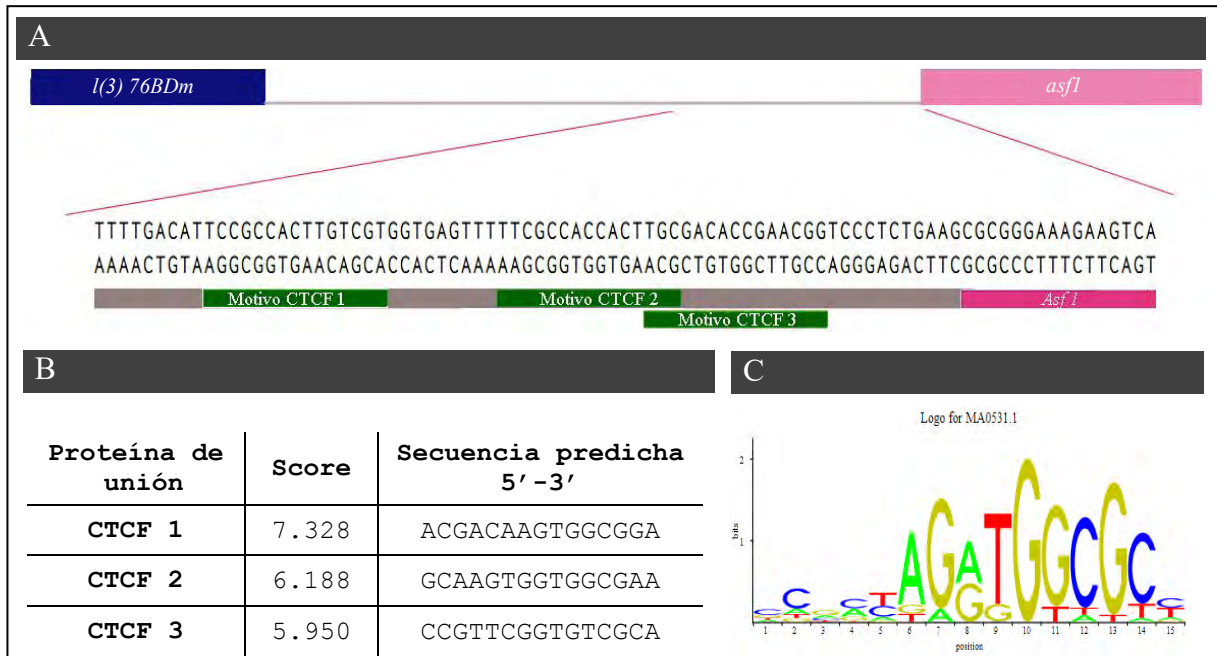 A
l(3) 76BDm
asf1
TTTTGACATTCCGCCACTTGTCGTGGTGAGTTTTTCGCCACCACTTGCGACACCGAACGGTCCCTCTGAAGCGCGGGAAAGAAGTCA
AAAACTGTAAGGCGGTGAACAGCACCACTCAAAAAGCGGTGGTGAACGCTGTGGCTTGCCAGGGAGACTTCGCGCCCTTTCTTCAGT
Motivo CTCF 1
Motivo CTCF 2
Asf 1
Motivo CTCF 3
B
Proteína de unión
Score
Secuencia predicha 5’-3’
CTCF 1
7.328
ACGACAAGTGGCGGA
CTCF 2
6.188
GCAAGTGGTGGCGAA
CTCF 3
5.950
CCGTTCGGTGTCGCA
C
Logo for MA0531.1
2
1
bits
1 2 3 4 5 6 7 8 9 10 11 12 13 14 15
position